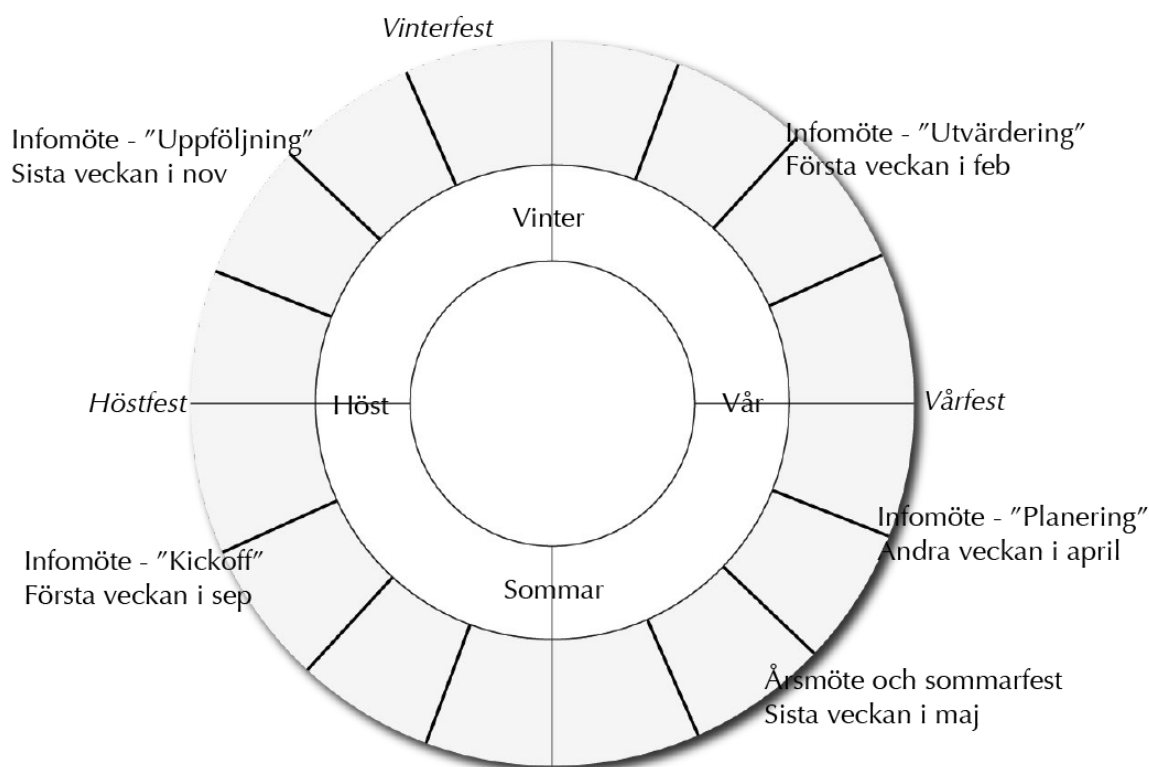 Vinterfest
Infomöte - ”Uppföljning”
Sista veckan i nov
Infomöte - ”Utvärdering”
Första veckan i feb
Vinter
Höstfest
Höst
Vår
Vårfest
Infomöte - ”Planering”
Andra veckan i april
Infomöte - ”Kickoff”
Första veckan i sep
Sommar
Årsmöte och sommarfest
Sista veckan i maj